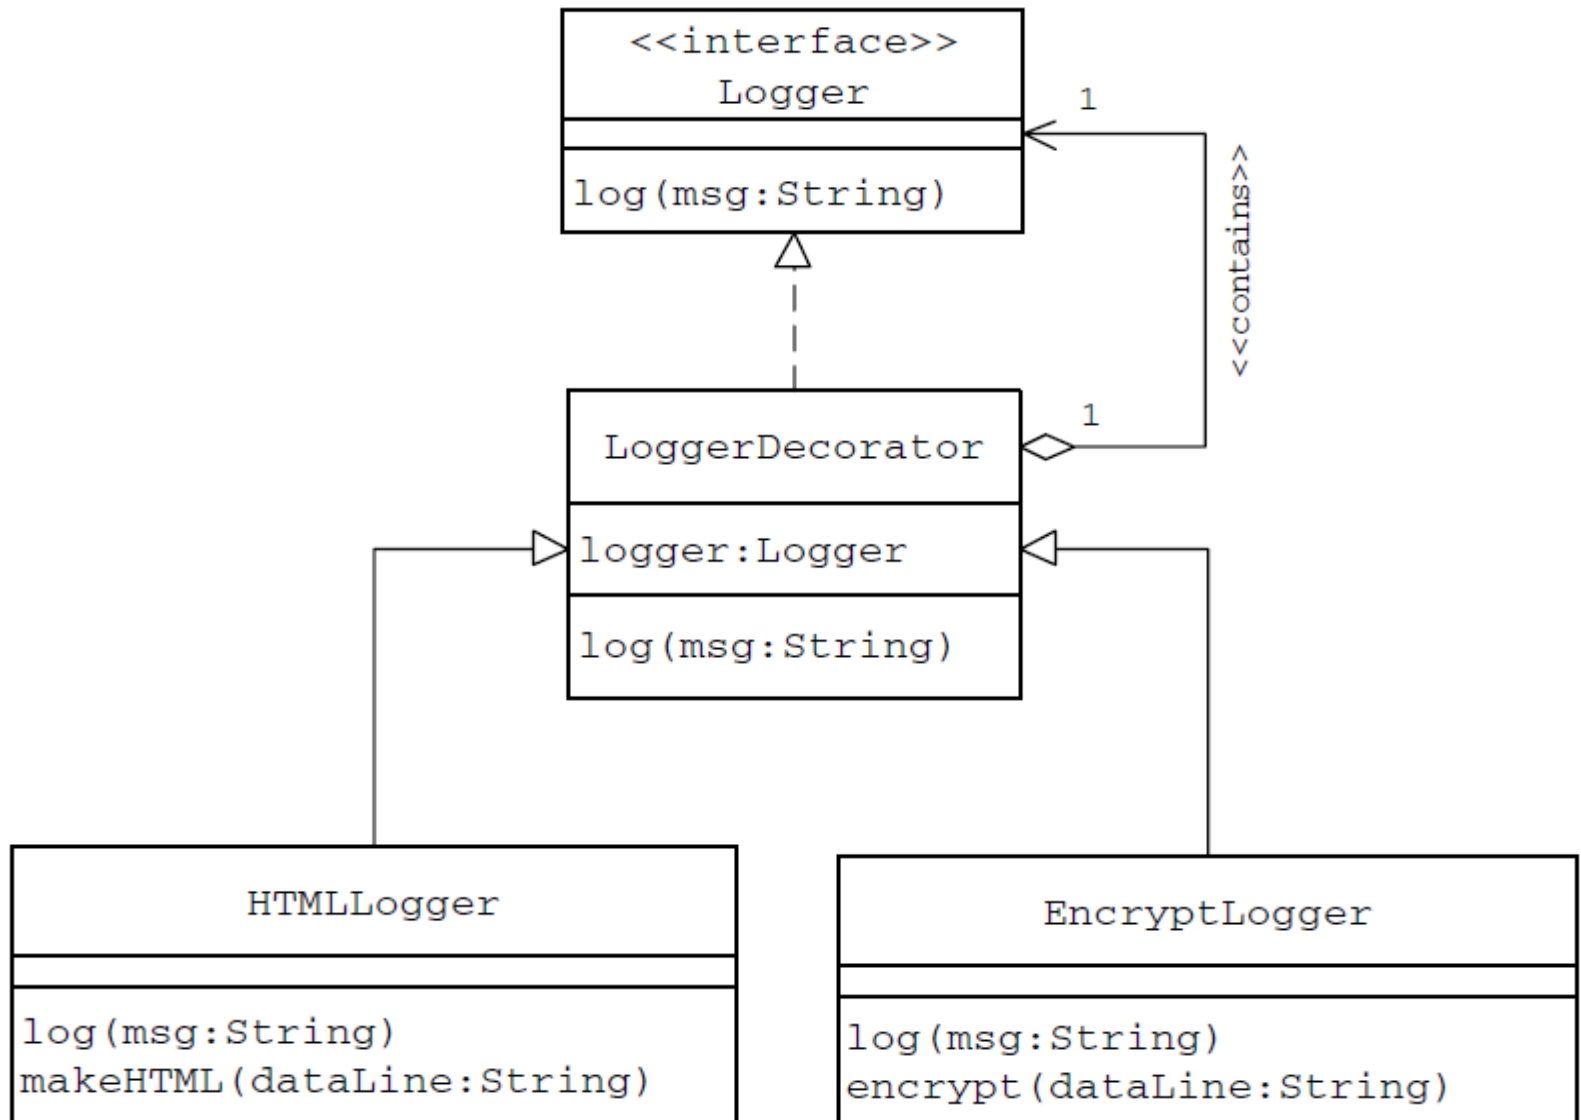 <<interface>>
Logger
log(msg:String)
1
<<contains>>
1
LoggerDecorator
logger:Logger
log(msg:String)
HTMLLogger
log(msg:String)
makeHTML(dataLine:String)
EncryptLogger
log(msg:String)
encrypt(dataLine:String)